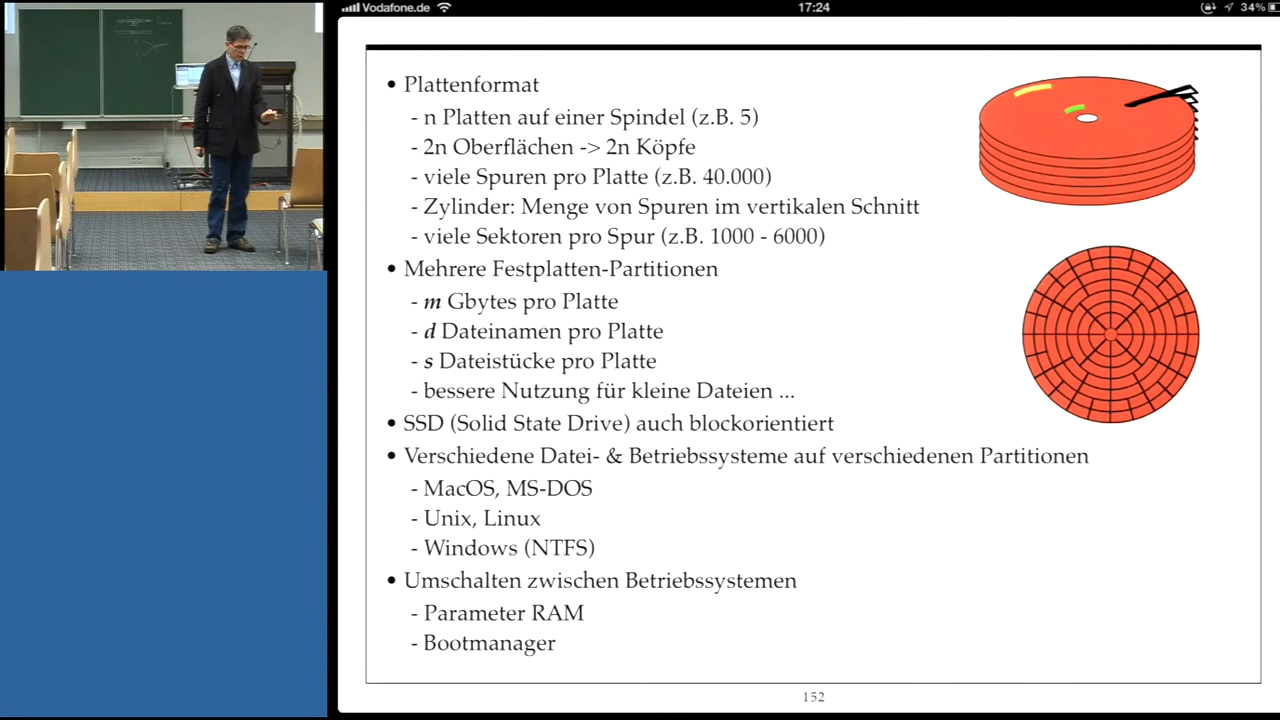 Vodafone.de
17:24
34%
• Plattenformat
- n Platten auf einer Spindel (z.B. 5)
- 2n Oberflächen -> 2n Köpfe
- viele Spuren pro Platte (z.B. 40.000)
- Zylinder: Menge von Spuren im vertikalen Schnitt
- viele Sektoren pro Spur (z.B. 1000 - 6000)
• Mehrere Festplatten-Partitionen
- m Gbytes pro Platte
- d Dateinamen pro Platte
- s Dateistücke pro Platte
- bessere Nutzung für kleine Dateien ...
• SSD (Solid State Drive) auch blockorientiert
• Verschiedene Datei- & Betriebssysteme auf verschiedenen Partitionen
- MacOS, MS-DOS
- Unix, Linux
- Windows (NTFS)
• Umschalten zwischen Betriebssystemen
- Parameter RAM
- Bootmanager
152